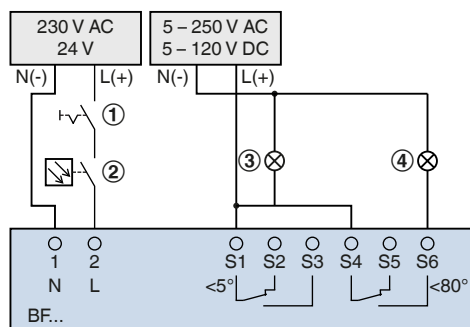 230 V AC
24 V
5 – 250 V AC
5 – 120 V DC
N(-) L(+)
N(-) L(+)
1
2
3
4
1 2 S1 S2 S3 S4 S5 S6
N L <5° <80°
BF...